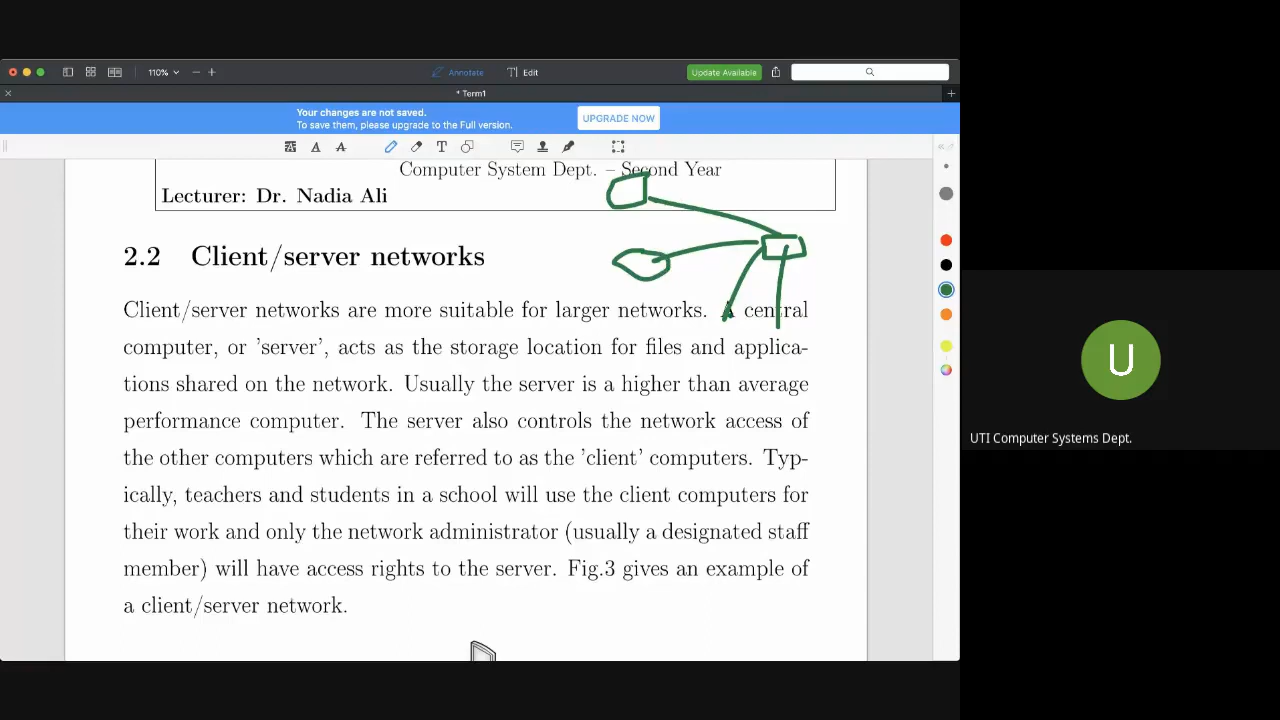 110%
Annotate
Edit
Update Available
* Term1
Your changes are not saved.
To save them, please upgrade to the Full version.
UPGRADE NOW
Computer System Dept. – Second Year
Lecturer: Dr. Nadia Ali
2.2 Client/server networks
Client/server networks are more suitable for larger networks. A central
computer, or 'server', acts as the storage location for files and applica-
tions shared on the network. Usually the server is a higher than average
performance computer. The server also controls the network access of
the other computers which are referred to as the 'client' computers. Typ-
ically, teachers and students in a school will use the client computers for
their work and only the network administrator (usually a designated staff
member) will have access rights to the server. Fig.3 gives an example of
a client/server network.
U
UTI Computer Systems Dept.